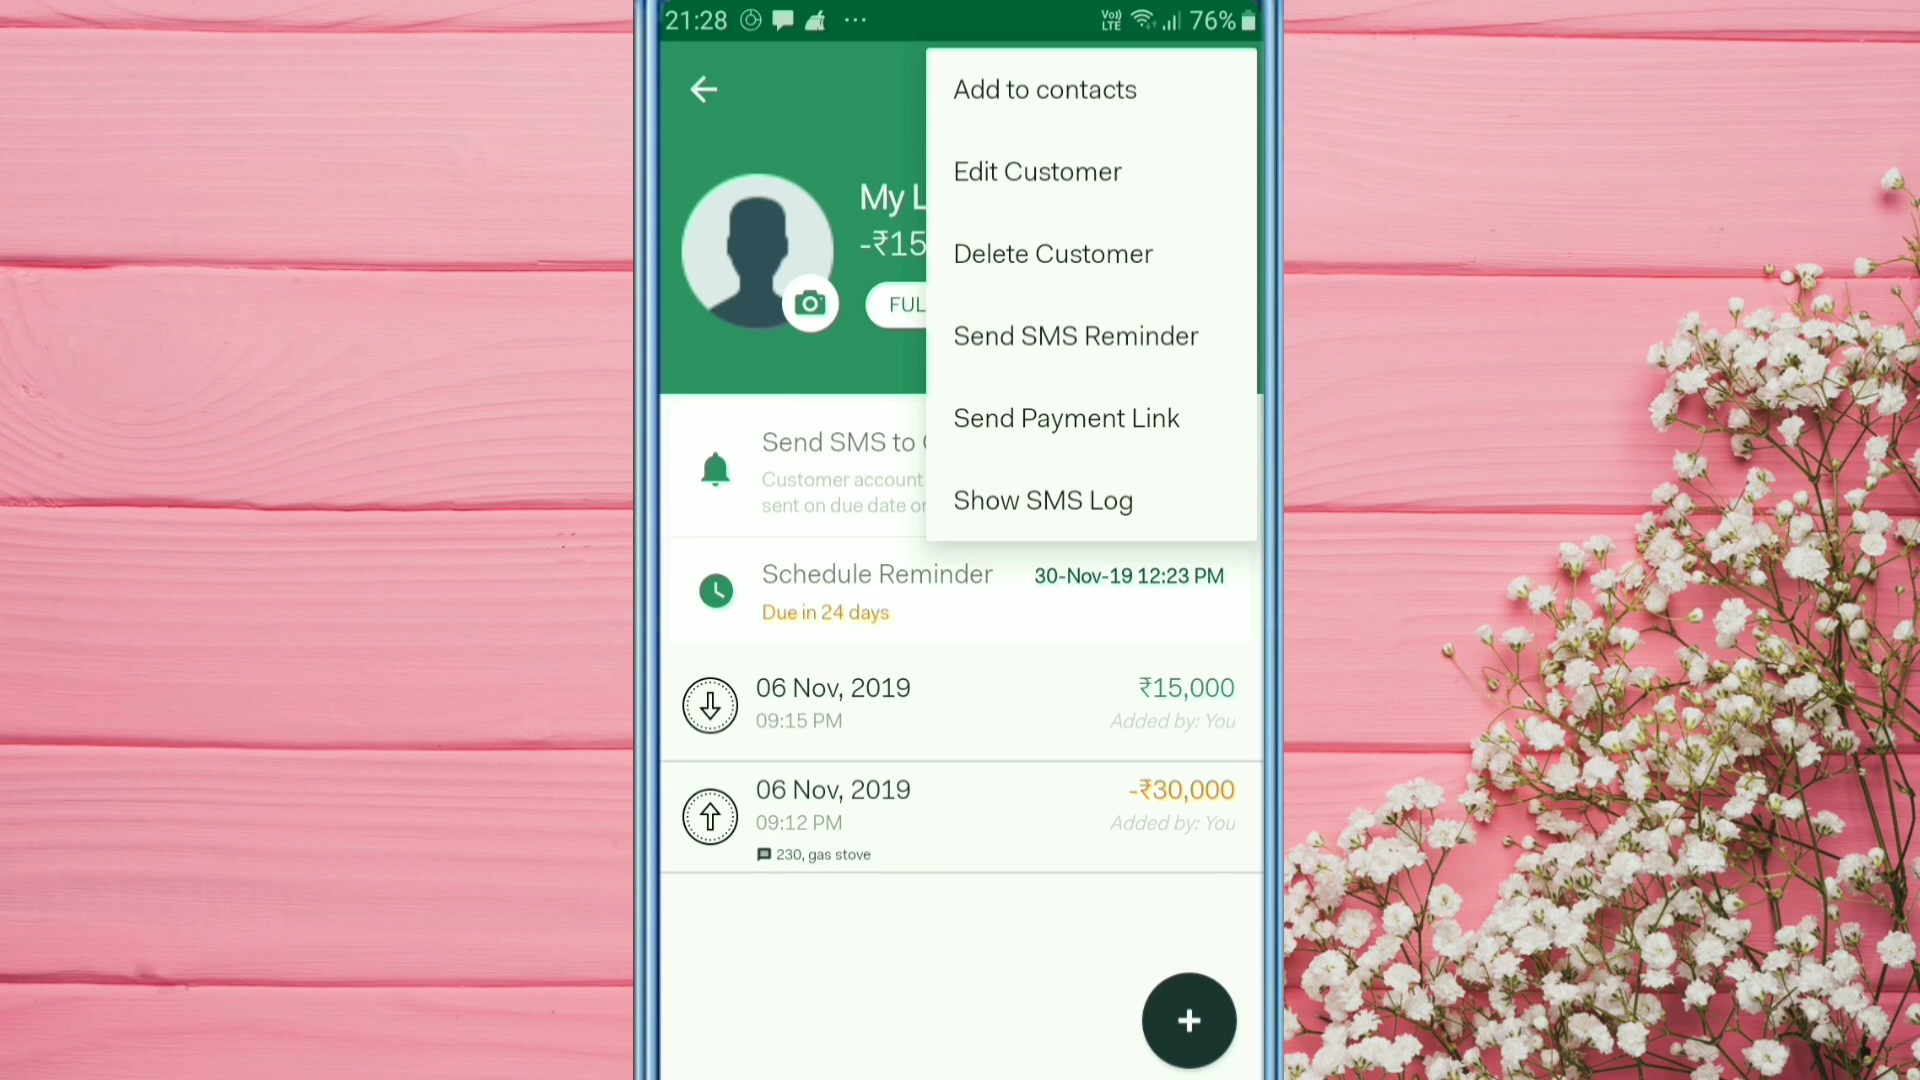 21:28
Vo)) LTE
76%
Add to contacts
Edit Customer
Delete Customer
Send SMS Reminder
Send Payment Link
Show SMS Log
My L
-₹15
FUL
Send SMS to
Customer account
sent on due date
Schedule Reminder
30-Nov-19 12:23 PM
Due in 24 days
06 Nov, 2019
₹15,000
09:15 PM
Added by: You
06 Nov, 2019
-₹30,000
09:12 PM
Added by: You
230, gas stove